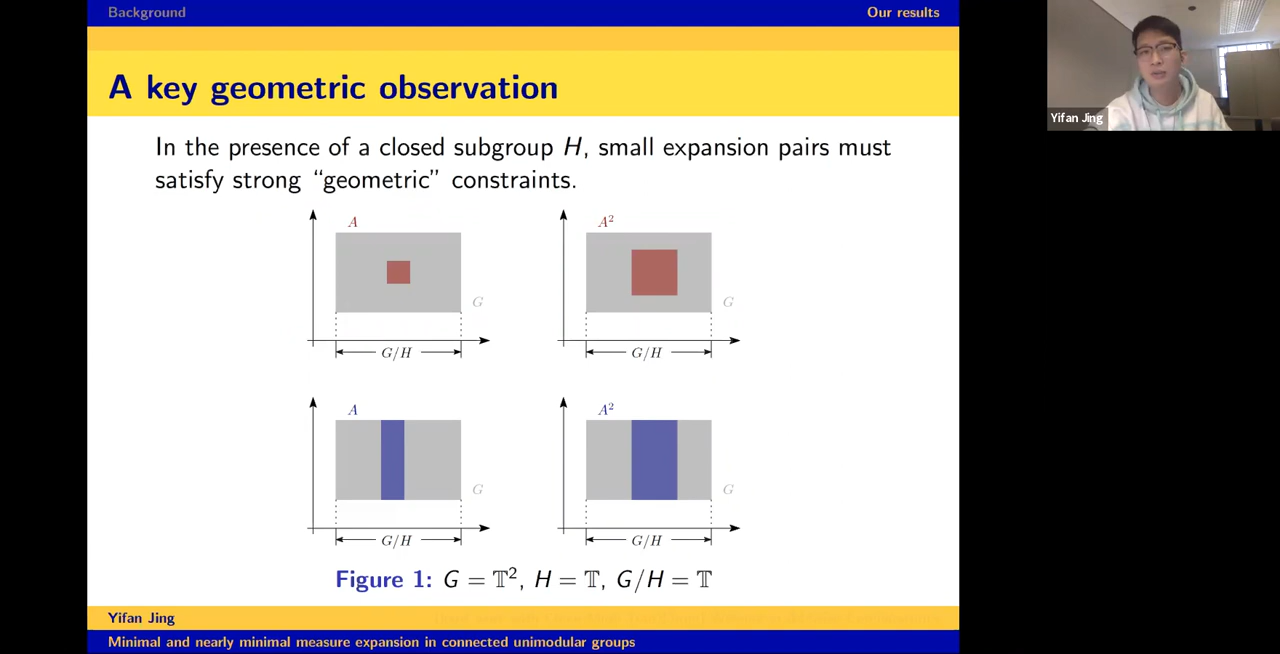 Background
Our results
A key geometric observation
In the presence of a closed subgroup H, small expansion pairs must
satisfy strong “geometric” constraints.
A
G
G/H
A²
G
G/H
A
G
G/H
A²
G
G/H
Figure 1: G = 𝕋², H = 𝕋, G/H = 𝕋
Yifan Jing
Minimal and nearly minimal measure expansion in connected unimodular groups
Yifan Jing